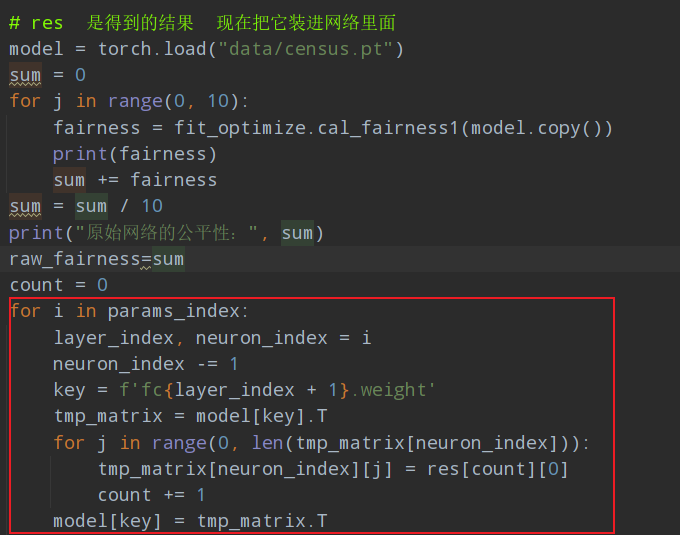 # res  是得到的结果  现在把它装进网络里面
model = torch.load("data/census.pt")
sum = 0
for j in range(0, 10):
    fairness = fit_optimize.cal_fairness1(model.copy())
    print(fairness)
    sum += fairness
sum = sum / 10
print("原始网络的公平性：", sum)
raw_fairness=sum
count = 0
for i in params_index:
    layer_index, neuron_index = i
    neuron_index -= 1
    key = f'fc{layer_index + 1}.weight'
    tmp_matrix = model[key].T
    for j in range(0, len(tmp_matrix[neuron_index])):
        tmp_matrix[neuron_index][j] = res[count][0]
        count += 1
    model[key] = tmp_matrix.T